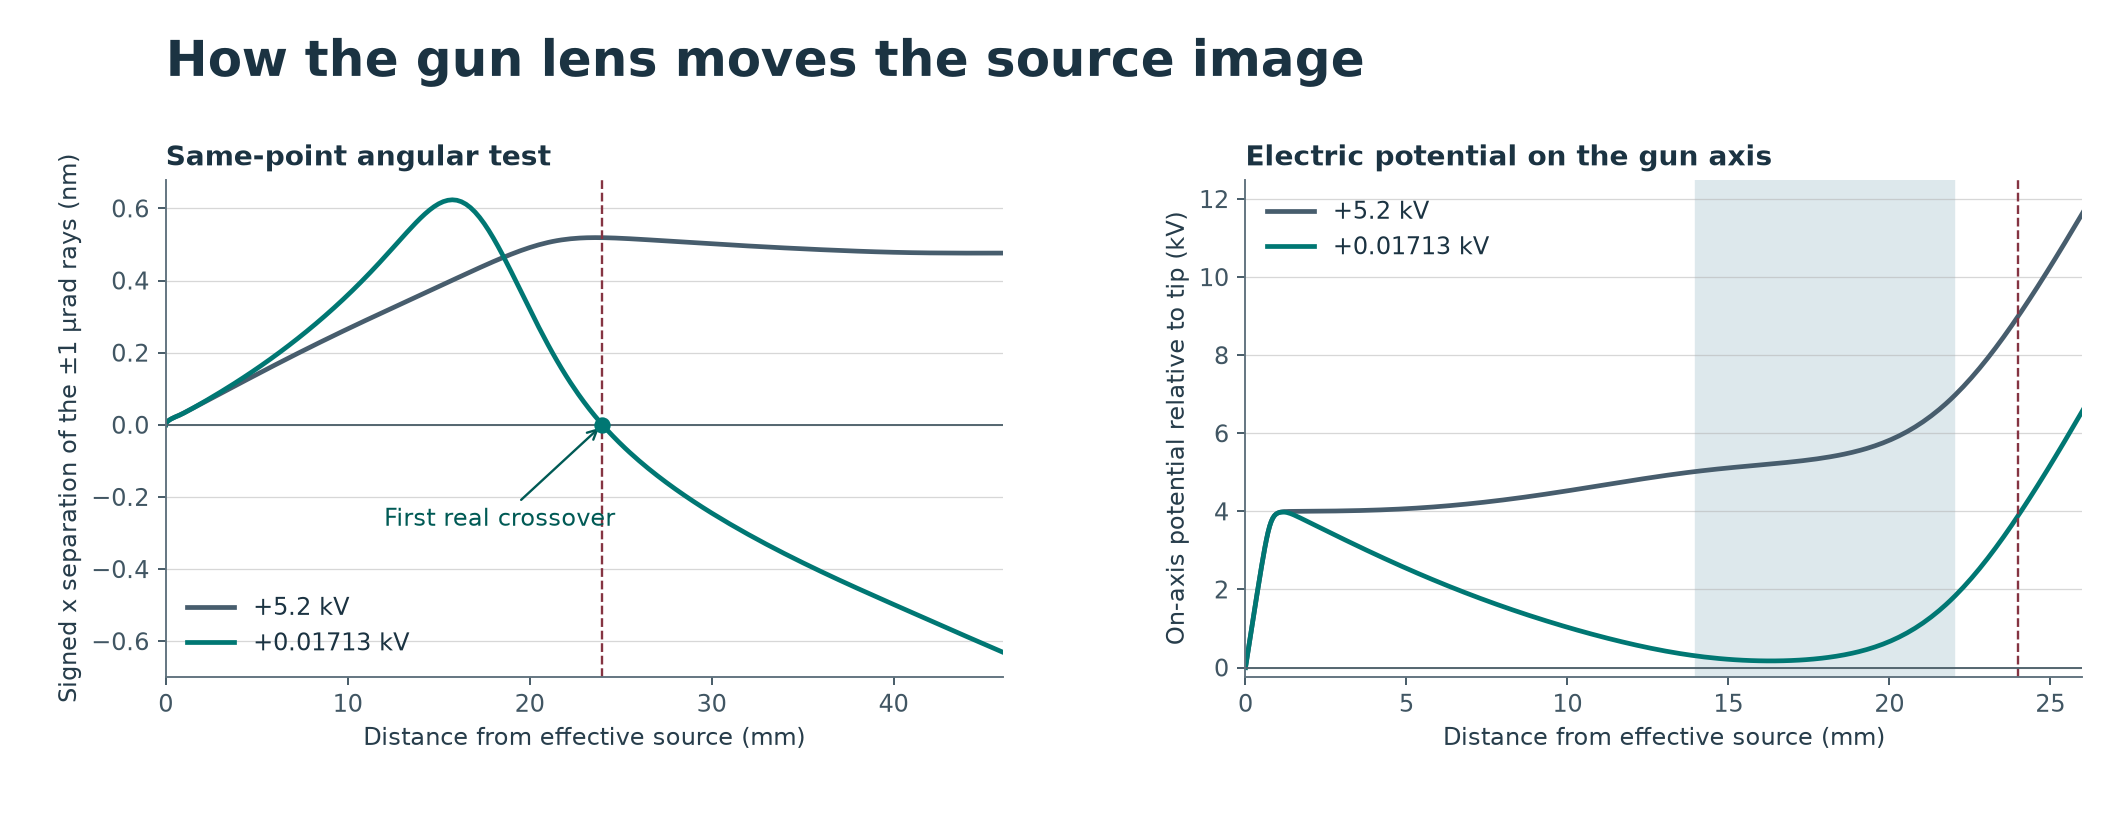 How the gun lens moves the source image
Same-point angular test
Signed x separation of the ±1 μrad rays (nm)
0.6
0.4
0.2
0.0
−0.2
−0.4
−0.6
First real crossover
+5.2 kV
+0.01713 kV
0
10
20
30
40
Distance from effective source (mm)
Electric potential on the gun axis
On-axis potential relative to tip (kV)
12
10
8
6
4
2
0
+5.2 kV
+0.01713 kV
0
5
10
15
20
25
Distance from effective source (mm)